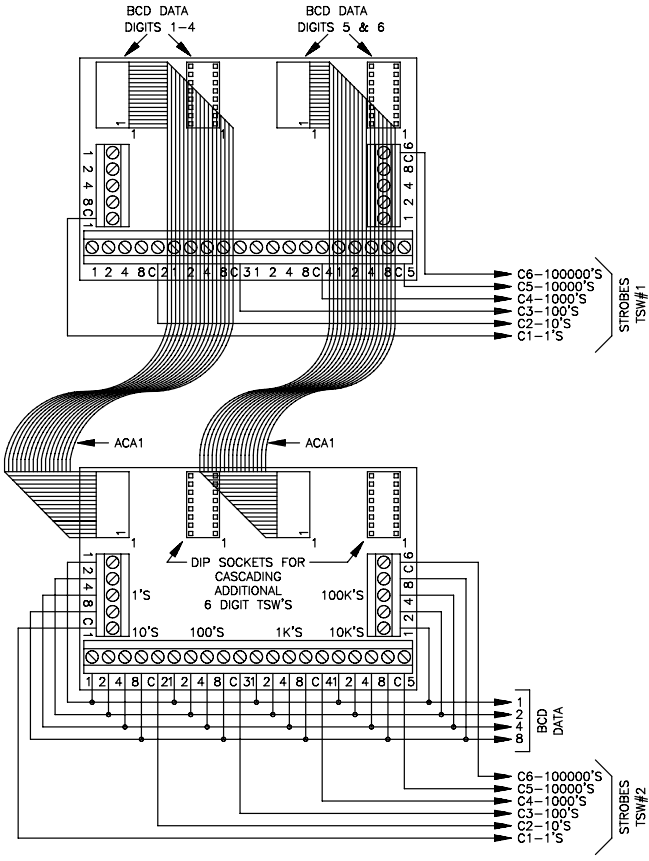 BCD DATA
DIGITS 1-4
BCD DATA
DIGITS 5 & 6
1
1
1
1
1
2
4
8
C
1
6
C
8
4
2
1
1 2 4 8 C 2 1 2 4 8 C 3 1 2 4 8 C 4 1 2 4 8 C 5
C6-100000'S
C5-10000'S
C4-1000'S
C3-100'S
C2-10'S
C1-1'S
STROBES
TSW#1
ACA1
ACA1
1
1
1
1
DIP SOCKETS FOR
CASCADING
ADDITIONAL
6 DIGIT TSW'S
1
2
4
8
C
1
1'S
100K'S
6
C
8
4
2
1
10'S
100'S
1K'S
10K'S
1 2 4 8 C 2 1 2 4 8 C 3 1 2 4 8 C 4 1 2 4 8 C 5
1
2
4
8
BCD
DATA
C6-100000'S
C5-10000'S
C4-1000'S
C3-100'S
C2-10'S
C1-1'S
STROBES
TSW#2